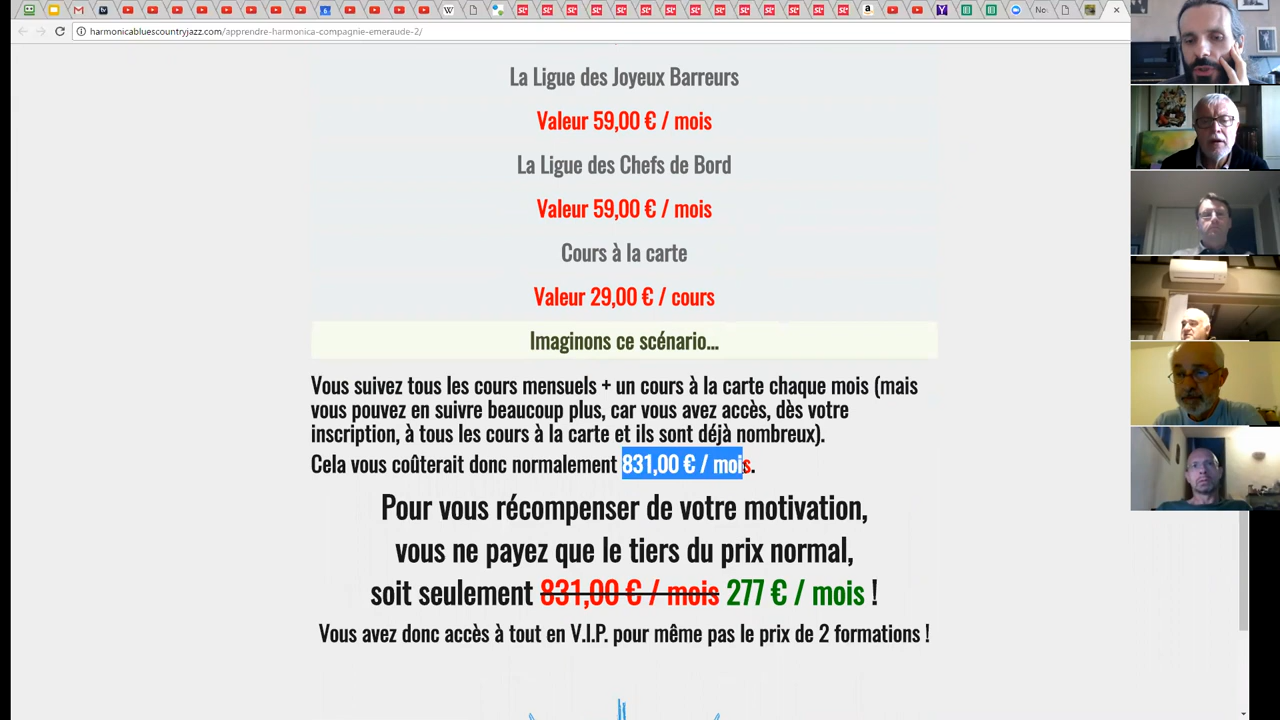 harmonicabluescountryjazz.com/apprendre-harmonica-compagnie-emeraude-2/
La Ligue des Joyeux Barreurs
Valeur 59,00 € / mois
La Ligue des Chefs de Bord
Valeur 59,00 € / mois
Cours à la carte
Valeur 29,00 € / cours
Imaginons ce scénario...
Vous suivez tous les cours mensuels + un cours à la carte chaque mois (mais
vous pouvez en suivre beaucoup plus, car vous avez accès, dès votre
inscription, à tous les cours à la carte et ils sont déjà nombreux).
Cela vous coûterait donc normalement 831,00 € / mois.
Pour vous récompenser de votre motivation,
vous ne payez que le tiers du prix normal,
soit seulement 831,00 € / mois 277 € / mois !
Vous avez donc accès à tout en V.I.P. pour même pas le prix de 2 formations !